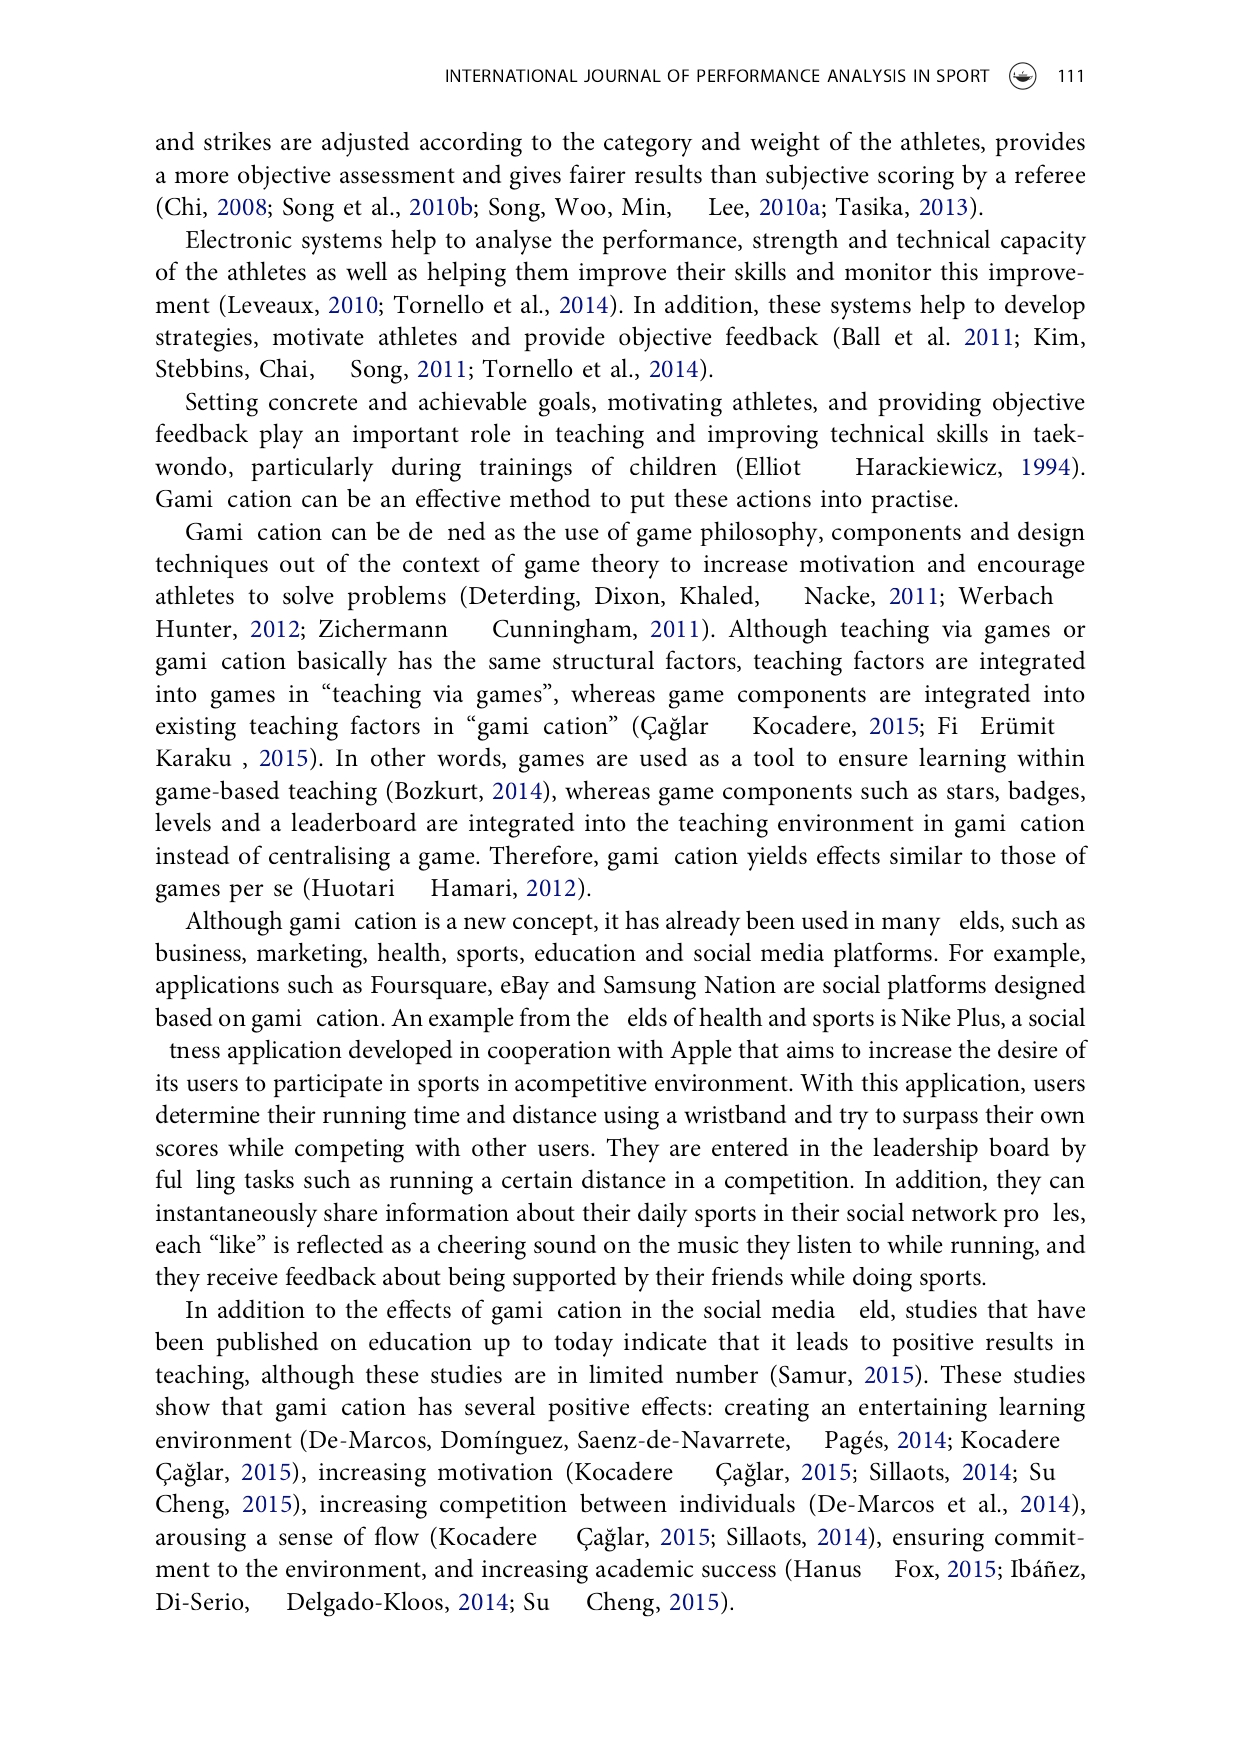 INTERNATIONAL JOURNAL OF PERFORMANCE ANALYSIS IN SPORT 111
and strikes are adjusted according to the category and weight of the athletes, provides
a more objective assessment and gives fairer results than subjective scoring by a referee
(Chi, 2008; Song et al., 2010b; Song, Woo, Min, Lee, 2010a; Tasika, 2013).
Electronic systems help to analyse the performance, strength and technical capacity
of the athletes as well as helping them improve their skills and monitor this improve-
ment (Leveaux, 2010; Tornello et al., 2014). In addition, these systems help to develop
strategies, motivate athletes and provide objective feedback (Ball et al. 2011; Kim,
Stebbins, Chai, Song, 2011; Tornello et al., 2014).
Setting concrete and achievable goals, motivating athletes, and providing objective
feedback play an important role in teaching and improving technical skills in taek-
wondo, particularly during trainings of children (Elliot Harackiewicz, 1994).
Gami cation can be an effective method to put these actions into practise.
Gami cation can be de ned as the use of game philosophy, components and design
techniques out of the context of game theory to increase motivation and encourage
athletes to solve problems (Deterding, Dixon, Khaled, Nacke, 2011; Werbach
Hunter, 2012; Zichermann Cunningham, 2011). Although teaching via games or
gami cation basically has the same structural factors, teaching factors are integrated
into games in “teaching via games”, whereas game components are integrated into
existing teaching factors in “gami cation” (Çağlar Kocadere, 2015; Fi Erümit
Karaku , 2015). In other words, games are used as a tool to ensure learning within
game-based teaching (Bozkurt, 2014), whereas game components such as stars, badges,
levels and a leaderboard are integrated into the teaching environment in gami cation
instead of centralising a game. Therefore, gami cation yields effects similar to those of
games per se (Huotari Hamari, 2012).
Although gami cation is a new concept, it has already been used in many elds, such as
business, marketing, health, sports, education and social media platforms. For example,
applications such as Foursquare, eBay and Samsung Nation are social platforms designed
based on gami cation. An example from the elds of health and sports is Nike Plus, a social
tness application developed in cooperation with Apple that aims to increase the desire of
its users to participate in sports in acompetitive environment. With this application, users
determine their running time and distance using a wristband and try to surpass their own
scores while competing with other users. They are entered in the leadership board by
ful ling tasks such as running a certain distance in a competition. In addition, they can
instantaneously share information about their daily sports in their social network pro les,
each “like” is reflected as a cheering sound on the music they listen to while running, and
they receive feedback about being supported by their friends while doing sports.
In addition to the effects of gami cation in the social media eld, studies that have
been published on education up to today indicate that it leads to positive results in
teaching, although these studies are in limited number (Samur, 2015). These studies
show that gami cation has several positive effects: creating an entertaining learning
environment (De-Marcos, Domínguez, Saenz-de-Navarrete, Pagés, 2014; Kocadere
Çağlar, 2015), increasing motivation (Kocadere Çağlar, 2015; Sillaots, 2014; Su
Cheng, 2015), increasing competition between individuals (De-Marcos et al., 2014),
arousing a sense of flow (Kocadere Çağlar, 2015; Sillaots, 2014), ensuring commit-
ment to the environment, and increasing academic success (Hanus Fox, 2015; Ibáñez,
Di-Serio, Delgado-Kloos, 2014; Su Cheng, 2015).